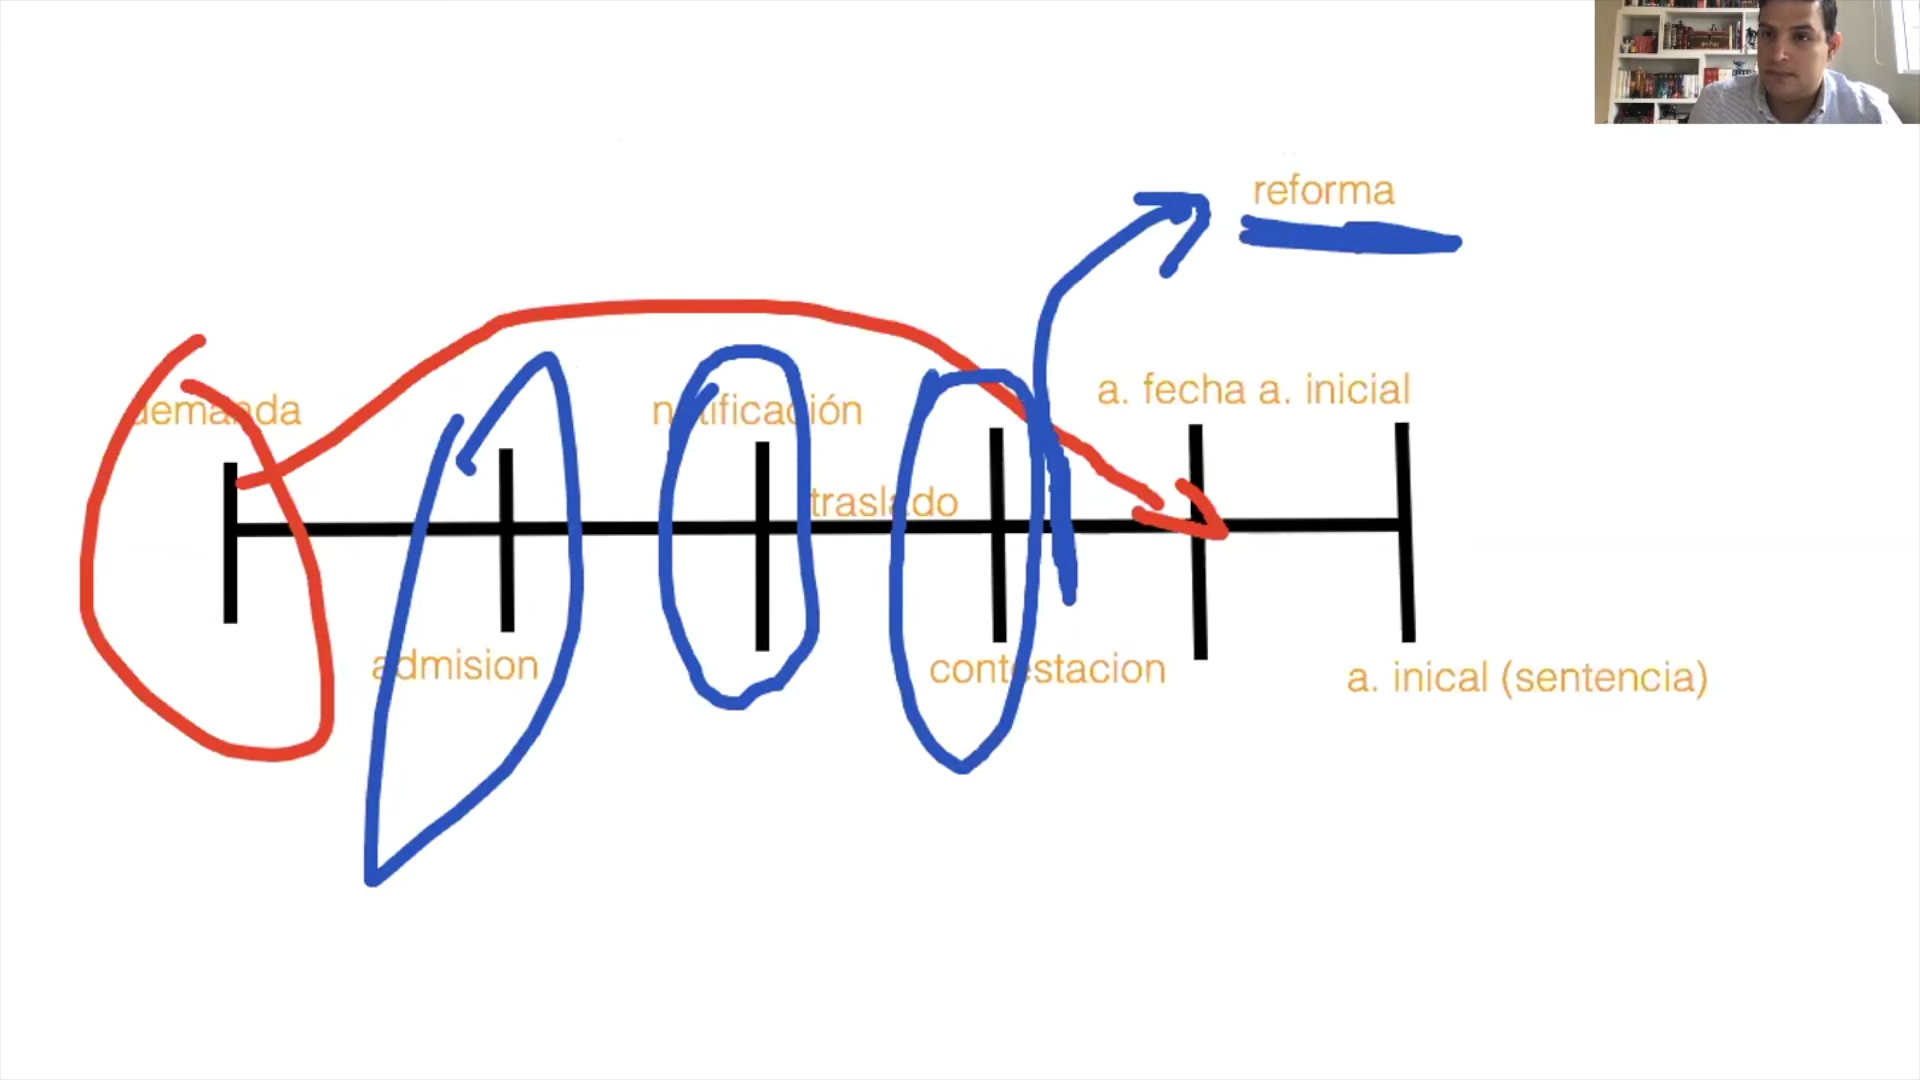 reforma
a. fecha a. inicial
demanda
notificación
traslado
admision
contestacion
a. inical (sentencia)